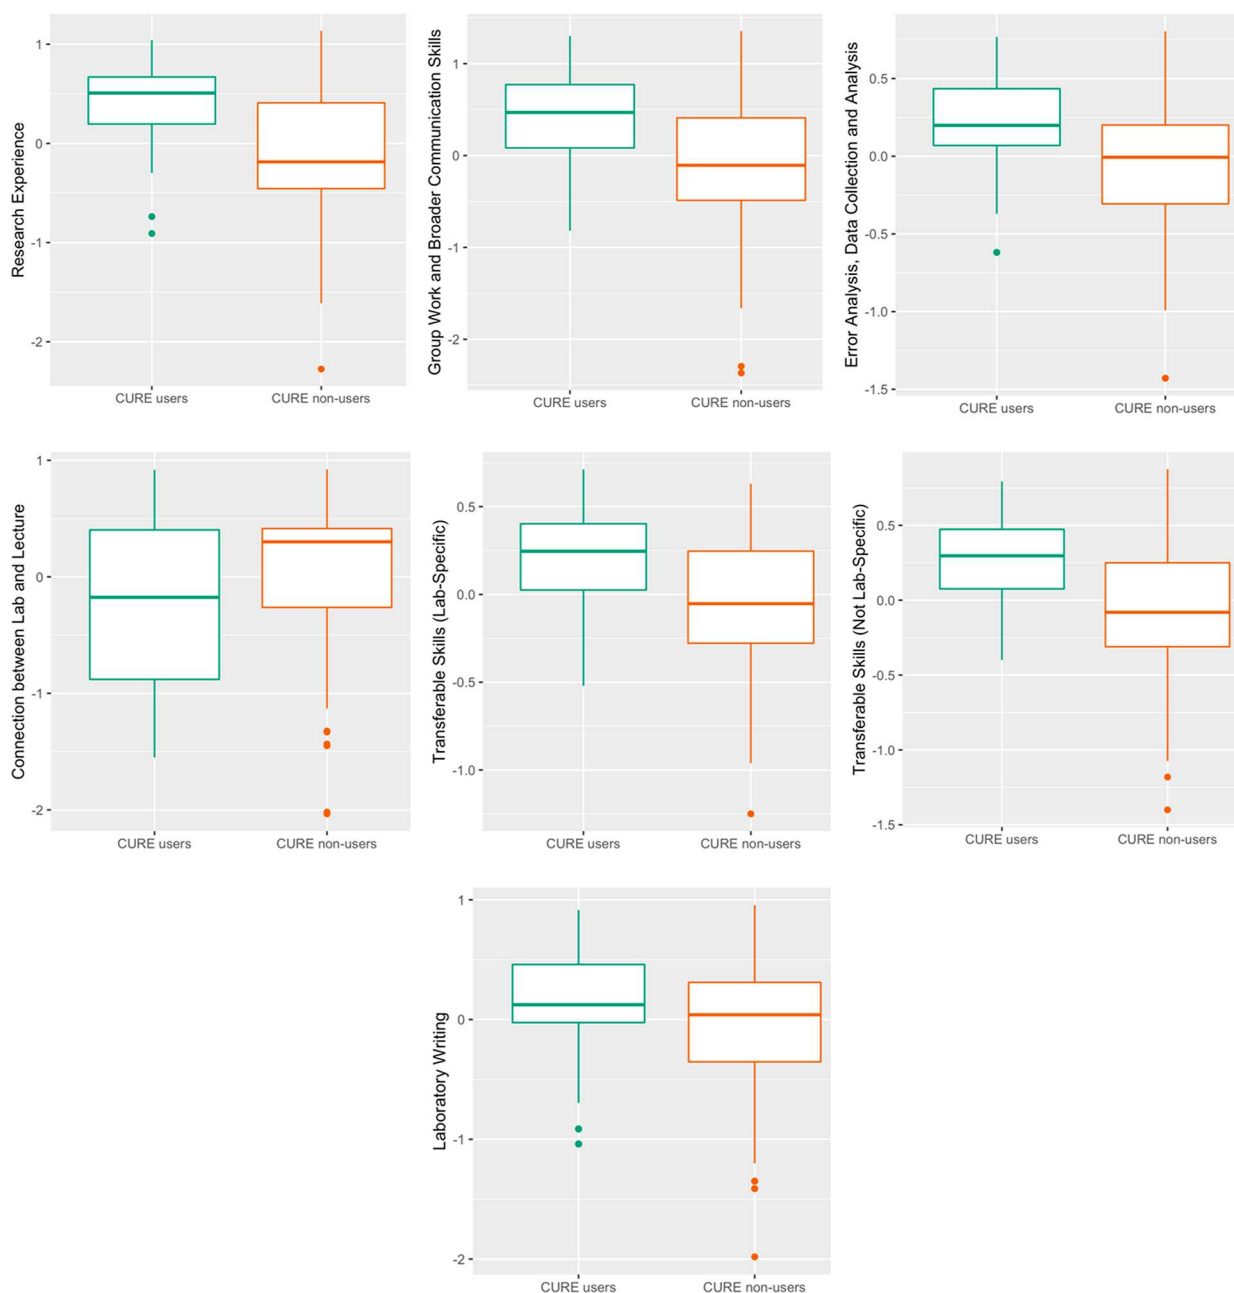 Research Experience
1
0
-1
-2
CURE users
CURE non-users
Group Work and Broader Communication Skills
1
0
-1
-2
CURE users
CURE non-users
Error Analysis, Data Collection and Analysis
0.5
0.0
-0.5
-1.0
-1.5
CURE users
CURE non-users
Connection between Lab and Lecture
1
0
-1
-2
CURE users
CURE non-users
Transferable Skills (Lab-Specific)
0.5
0.0
-0.5
-1.0
CURE users
CURE non-users
Transferable Skills (Not Lab-Specific)
0.5
0.0
-0.5
-1.0
-1.5
CURE users
CURE non-users
Laboratory Writing
1
0
-1
-2
CURE users
CURE non-users